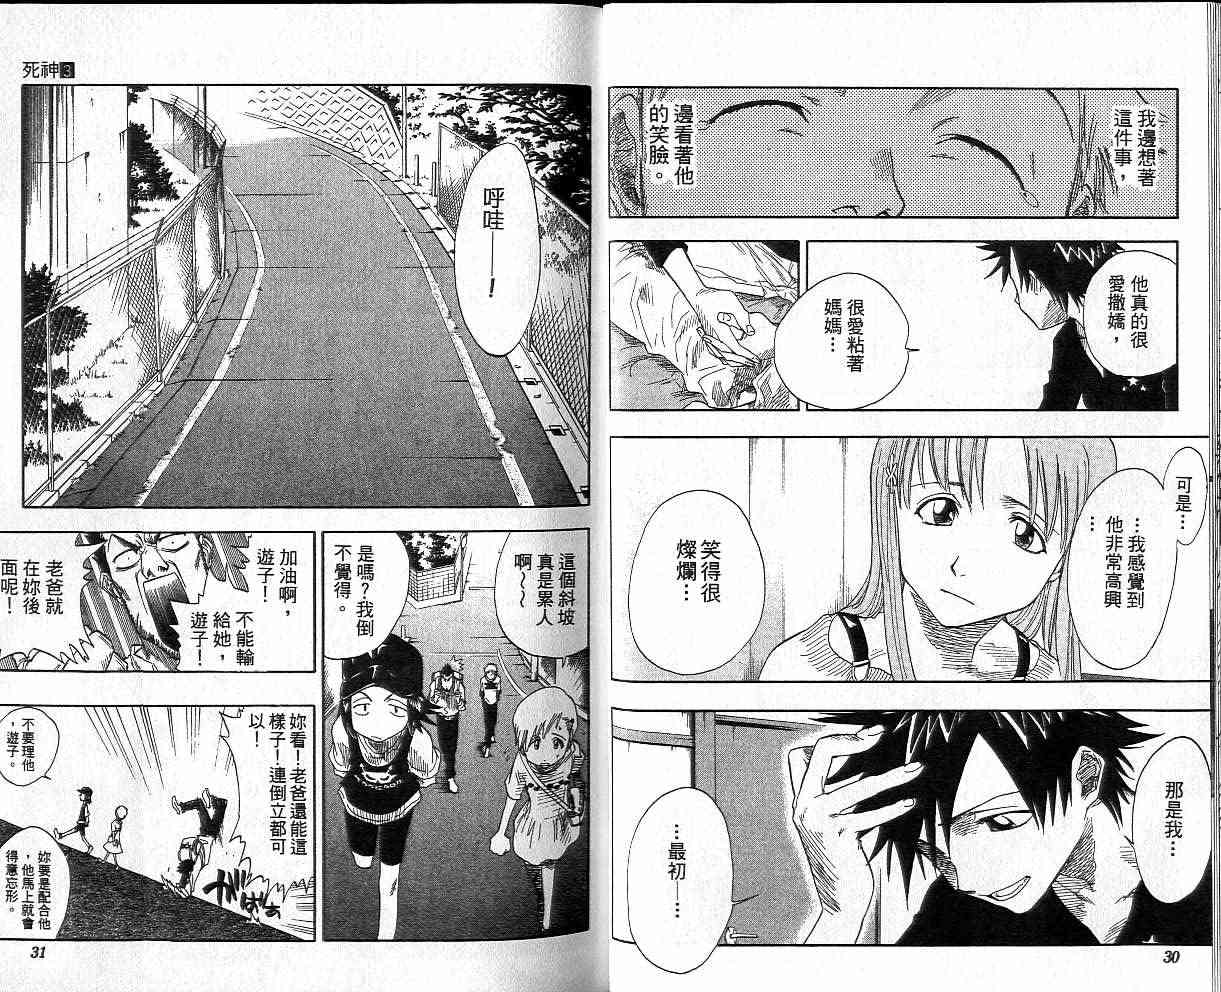 我邊想著
這件事，
邊看著他
的笑臉。
他真的很
愛撒嬌，
很愛粘著
媽媽…
可是…
…我感覺到
他非常高興
…
笑得很
燦爛…
那是我…
…最初——…
30
死神3
呼哇——！
這個斜坡
真是累人
啊～～
是嗎？我倒
不覺得。
加油啊，
遊子！
不能輸
給她，
遊子！
老爸就
在妳後
面呢！
妳看！老爸還能這
樣子！連倒立都可
以！
不要理他
，遊子。
妳要是配合他
，他馬上就會
得意忘形。
がばあ
31